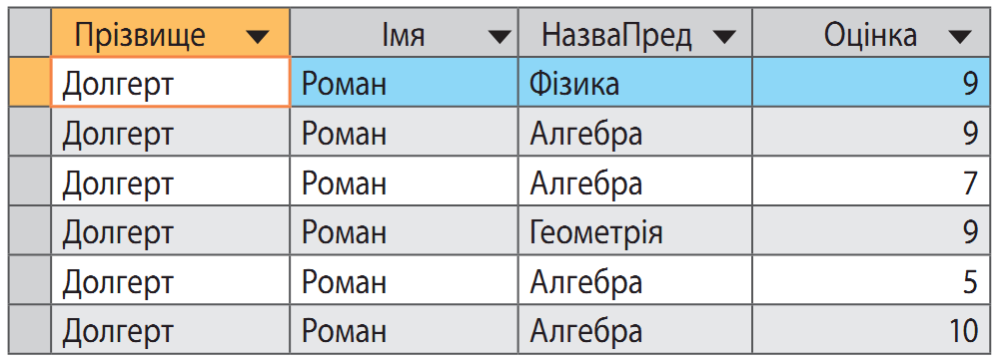 Прізвище Імя НазваПред Оцінка
Долгерт Роман Фізика 9
Долгерт Роман Алгебра 9
Долгерт Роман Алгебра 7
Долгерт Роман Геометрія 9
Долгерт Роман Алгебра 5
Долгерт Роман Алгебра 10